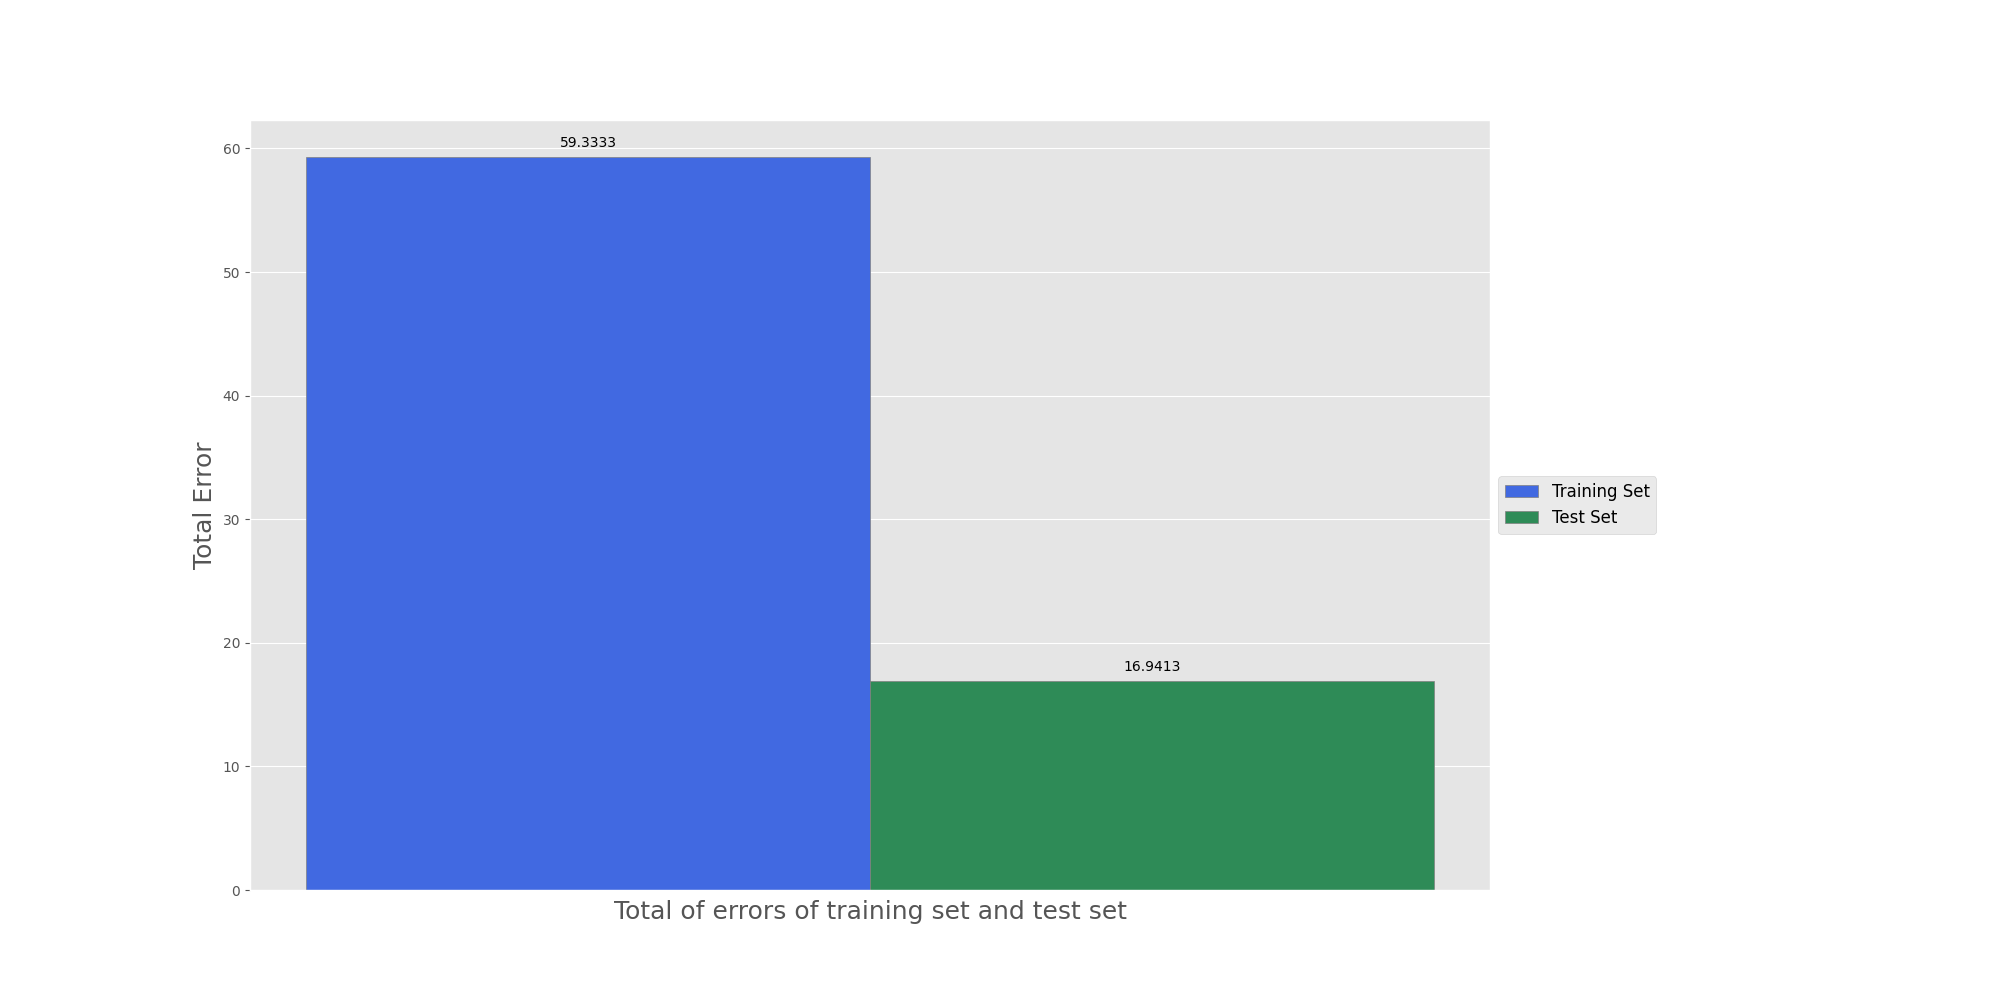 59.3333
60
50
40
30
20
10
0
Total Error
16.9413
Training Set
Test Set
Total of errors of training set and test set